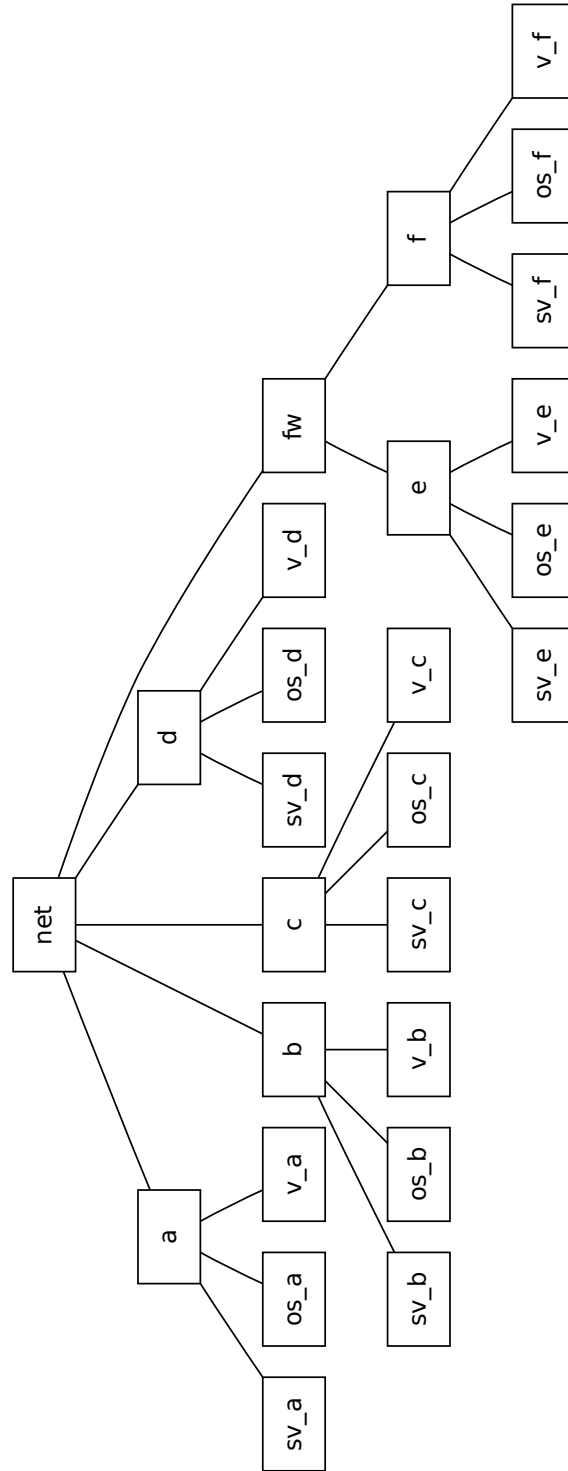 net
a
d
b
c
fw
sv_a
os_a
v_a
sv_d
os_d
v_d
e
f
sv_b
os_b
v_b
sv_c
os_c
v_c
sv_e
os_e
v_e
sv_f
os_f
v_f